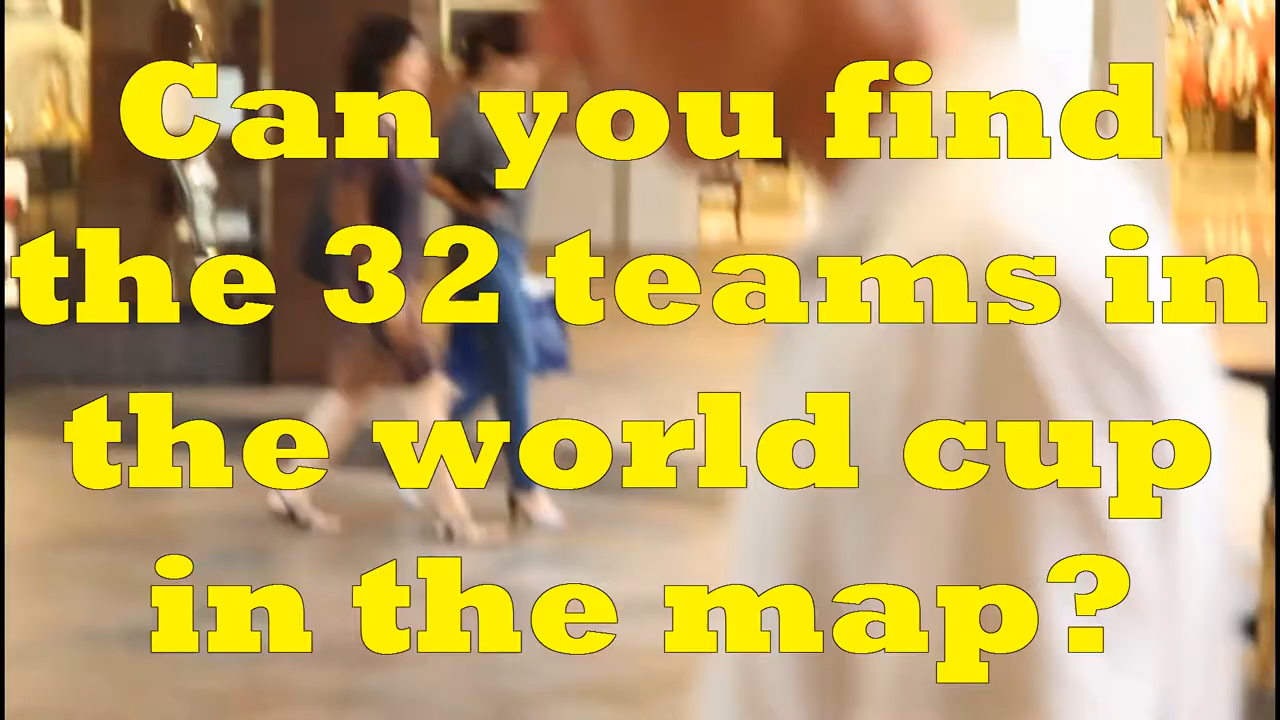 Can you find
the 32 teams in
the world cup
in the map?